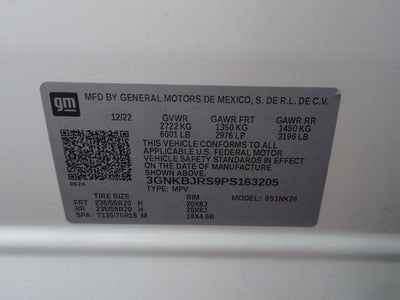 gm
MFD BY GENERAL MOTORS DE MEXICO, S. DE R.L. DE C.V.
12/22 GVWR GAWR FRT GAWR RR
2722 KG 1350 KG 1450 KG
6001 LB 2976 LB 3196 LB
THIS VEHICLE CONFORMS TO ALL
APPLICABLE U.S. FEDERAL MOTOR
VEHICLE SAFETY STANDARDS IN EFFECT
ON THE DATE OF MANUFACTURE
SHOWN ABOVE.
3GNKBJRS9PS163205
TYPE: MPV MODEL: 951NK26
TIRE SIZE RIM
FRT 235/55R20 H 20X8J
RR 235/55R20 H 20X8J
SPA T135/70R18 M 18X4.5B